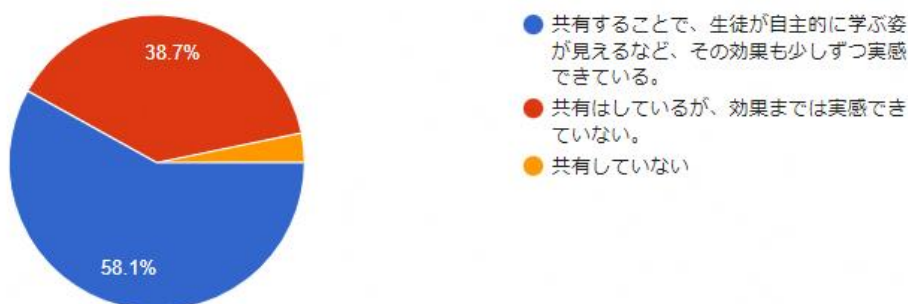 38.7%
58.1%
共有することで、生徒が自主的に学ぶ姿
が見えるなど、その効果も少しずつ実感
できている。
共有はしているが、効果までは実感でき
ていない。
共有していない